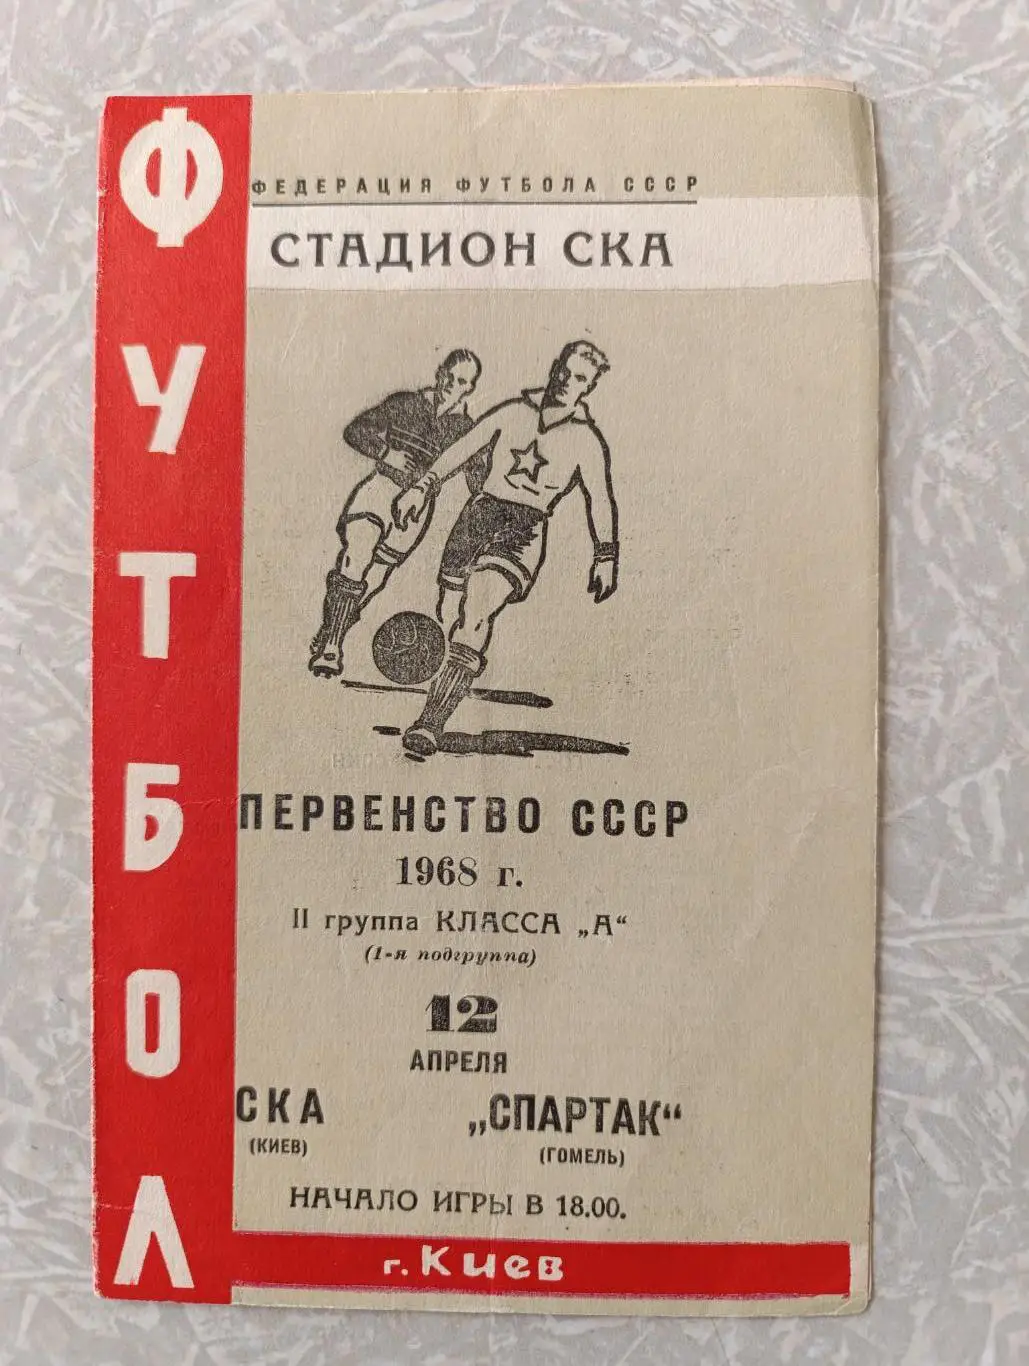 ФУТБОЛ
ФЕДЕРАЦИЯ ФУТБОЛА СССР
СТАДИОН СКА
ПЕРВЕНСТВО СССР
1968 г.
II группа КЛАССА „А“
(1-я подгруппа)
12
АПРЕЛЯ
СКА „СПАРТАК“
(КИЕВ) (ГОМЕЛЬ)
НАЧАЛО ИГРЫ В 18.00.
г. Киев